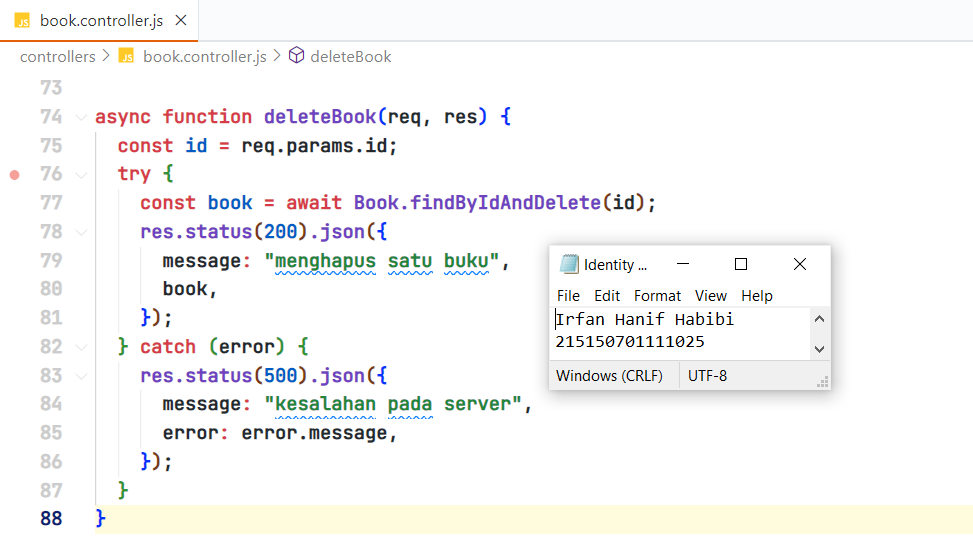 JS book.controller.js
controllers > JS book.controller.js > deleteBook
73
74 async function deleteBook(req, res) {
75 const id = req.params.id;
76 try {
77 const book = await Book.findByIdAndDelete(id);
78 res.status(200).json({
79 message: "menghapus satu buku",
80 book,
81 });
82 } catch (error) {
83 res.status(500).json({
84 message: "kesalahan pada server",
85 error: error.message,
86 });
87 }
88 }
Identity ...
File Edit Format View Help
Irfan Hanif Habibi
215150701111025
Windows (CRLF) UTF-8